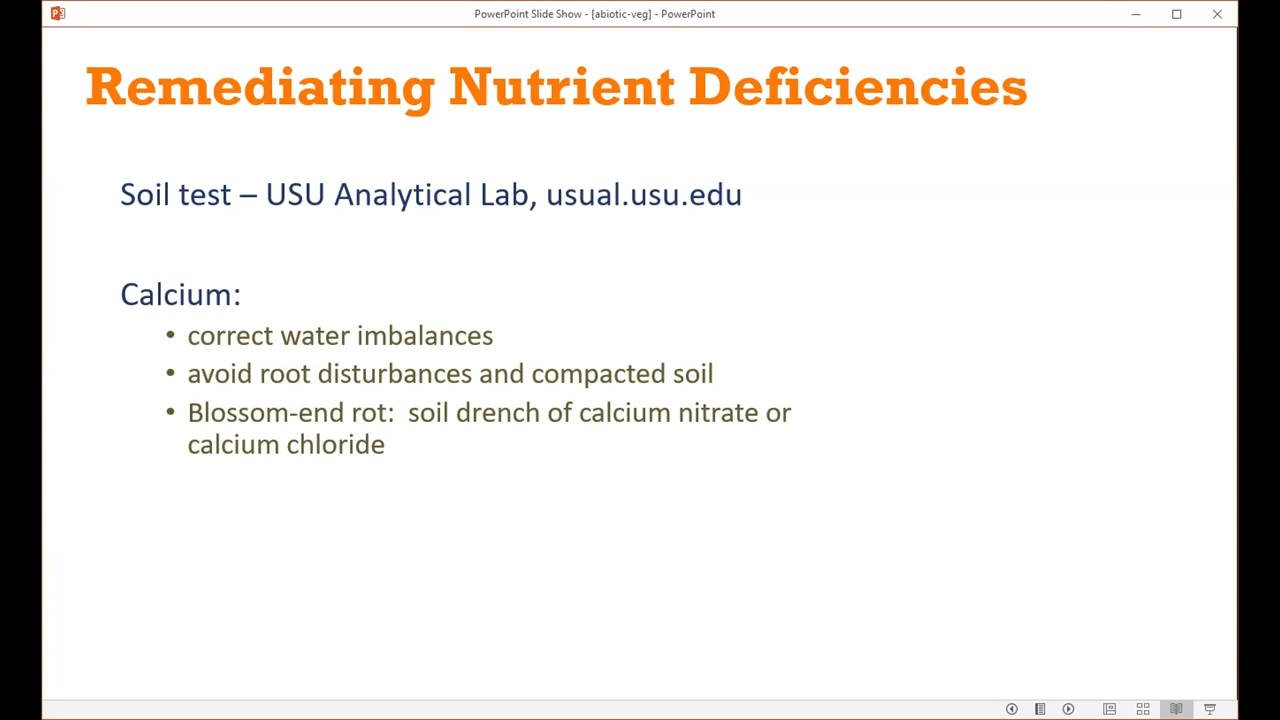 PowerPoint Slide Show - [abiotic-veg] - PowerPoint
Remediating Nutrient Deficiencies
Soil test – USU Analytical Lab, usual.usu.edu
Calcium:
• correct water imbalances
• avoid root disturbances and compacted soil
• Blossom-end rot:  soil drench of calcium nitrate or
calcium chloride